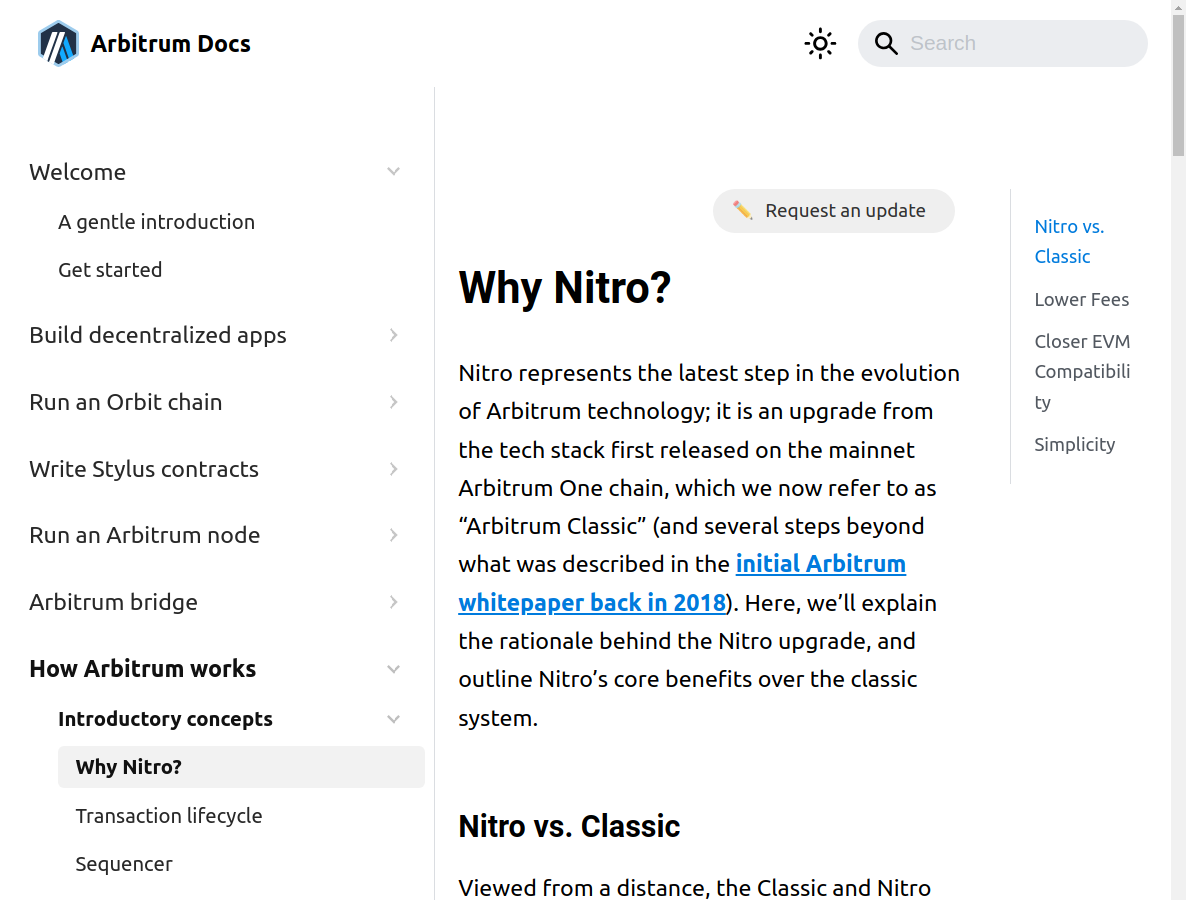 Arbitrum Docs
Search
Welcome
A gentle introduction
Get started
Build decentralized apps
Run an Orbit chain
Write Stylus contracts
Run an Arbitrum node
Arbitrum bridge
How Arbitrum works
Introductory concepts
Why Nitro?
Transaction lifecycle
Sequencer
Request an update
Why Nitro?
Nitro represents the latest step in the evolution
of Arbitrum technology; it is an upgrade from
the tech stack first released on the mainnet
Arbitrum One chain, which we now refer to as
“Arbitrum Classic” (and several steps beyond
what was described in the initial Arbitrum
whitepaper back in 2018). Here, we’ll explain
the rationale behind the Nitro upgrade, and
outline Nitro’s core benefits over the classic
system.
Nitro vs. Classic
Viewed from a distance, the Classic and Nitro
Nitro vs.
Classic
Lower Fees
Closer EVM
Compatibili
ty
Simplicity